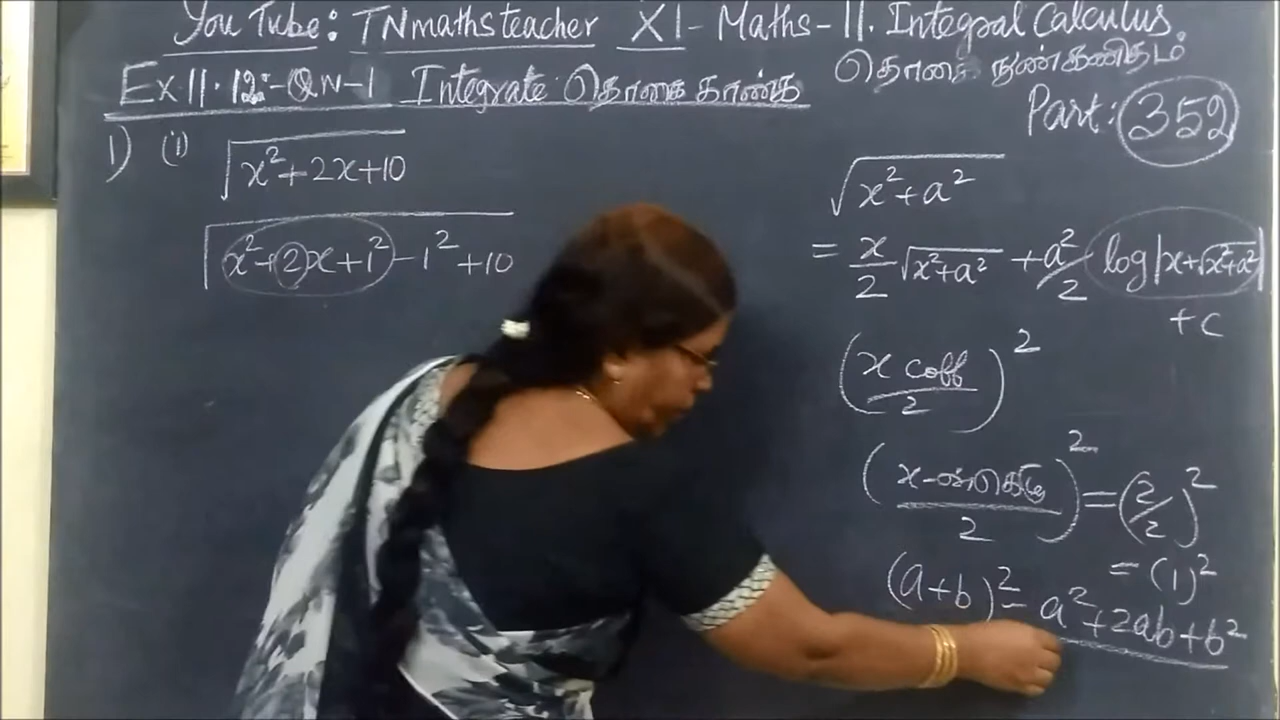 You Tube: TNmathsteacher XI- Maths-11. Integral Calculus.
தொகை நுண்கணிதம்
Ex 11.12:-QN-1 Integrate தொகை காண்க
Part: 352
1) (i) √x²+2x+10
√x²+2x+1²-1²+10
√x²+a²
= x/2 √x²+a² + a²/2 log|x+√x²+a²|
+c
(x coff/2)²
(x-ன்கெழு/2)² = (2/2)²
= (1)²
(a+b)² = a²+2ab+b²